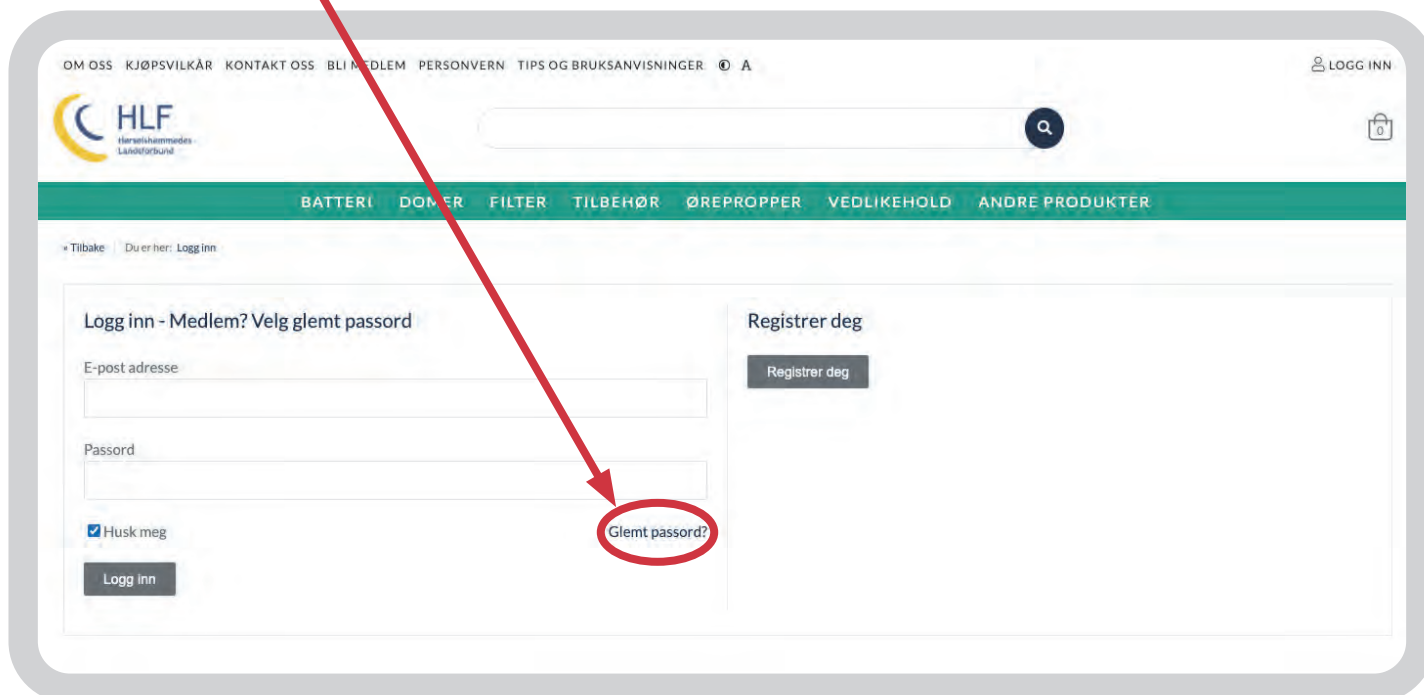 OM OSS KJØPSVILKÅR KONTAKT OSS BLI MEDLEM PERSONVERN TIPS OG BRUKSANVISNINGER A
LOGG INN
HLF
Hørselshemmedes
Landsforbund
0
BATTERI DOMER FILTER TILBEHØR ØREPROPPER VEDLIKEHOLD ANDRE PRODUKTER
« Tilbake | Du er her: Logg inn
Logg inn - Medlem? Velg glemt passord
E-post adresse
Passord
Husk meg
Glemt passord?
Logg inn
Registrer deg
Registrer deg